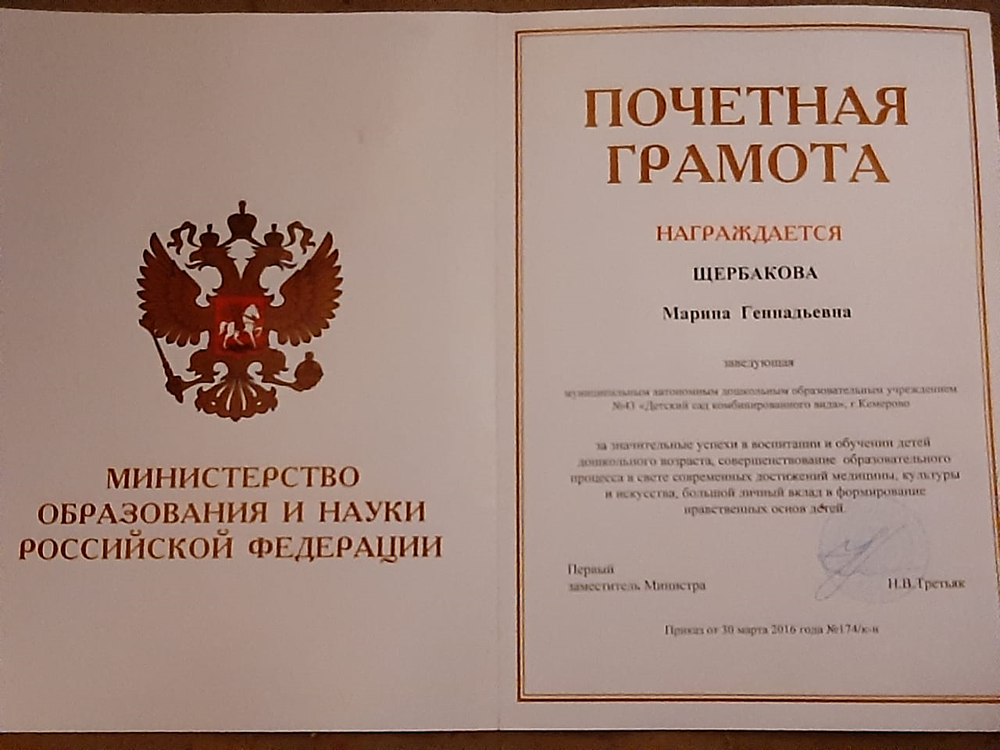 МИНИСТЕРСТВО
ОБРАЗОВАНИЯ И НАУКИ
РОССИЙСКОЙ ФЕДЕРАЦИИ
ПОЧЕТНАЯ
ГРАМОТА
НАГРАЖДАЕТСЯ
ЩЕРБАКОВА
Марина Геннадьевна
заведующая
муниципальным автономным дошкольным образовательным учреждением
«Детский сад комбинированного вида», г Кемерово
за значительные успехи в воспитании и обучении детей
дошкольного возраста, совершенствование образовательного
процесса в свете современных достижений медицины, культуры
и искусства, большой личный вклад в формирование
нравственных основ детей.
Первый
заместитель Министра
Н.В.Третьяк
Приказ от 30 марта 2016 года №174/к-н